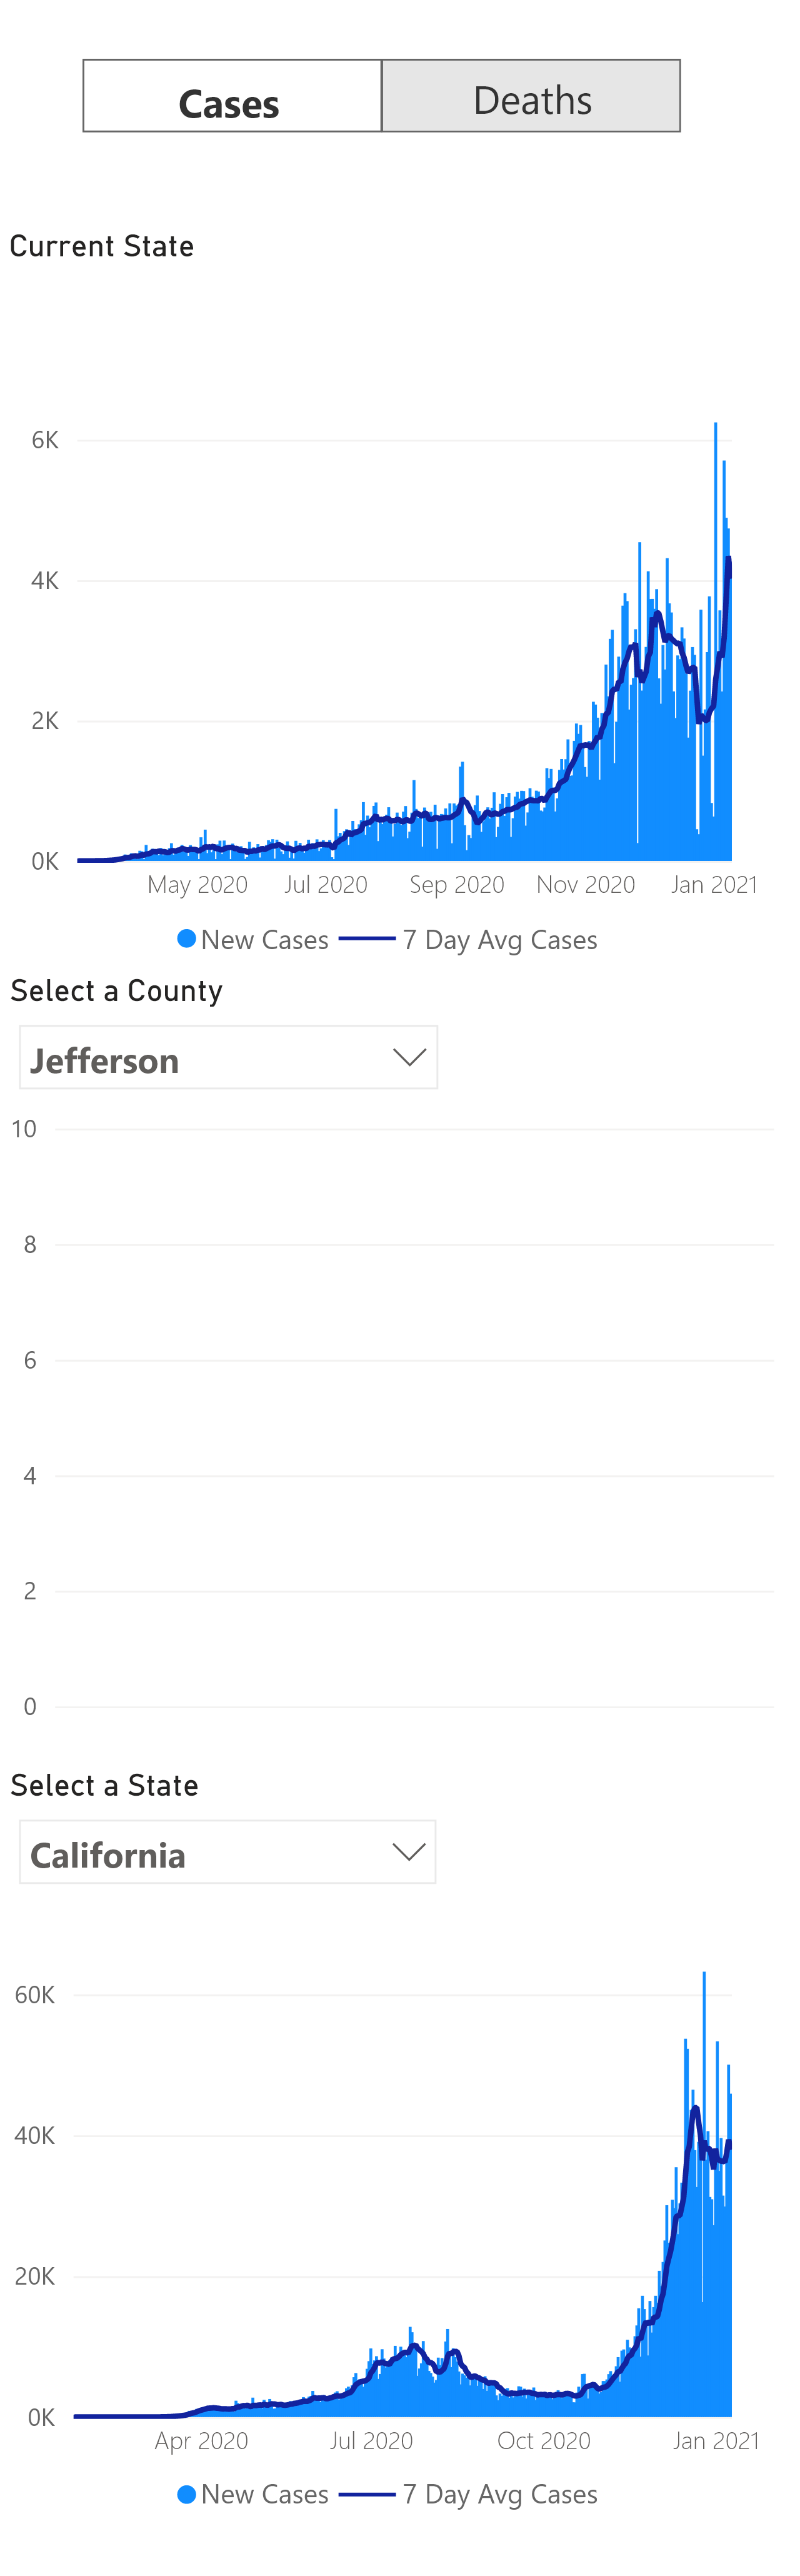 Cases Deaths
Current State
6K
4K
2K
0K
May 2020 Jul 2020 Sep 2020 Nov 2020 Jan 2021
New Cases 7 Day Avg Cases
Select a County
Jefferson
10
8
6
4
2
0
Select a State
California
60K
40K
20K
0K
Apr 2020 Jul 2020 Oct 2020 Jan 2021
New Cases 7 Day Avg Cases